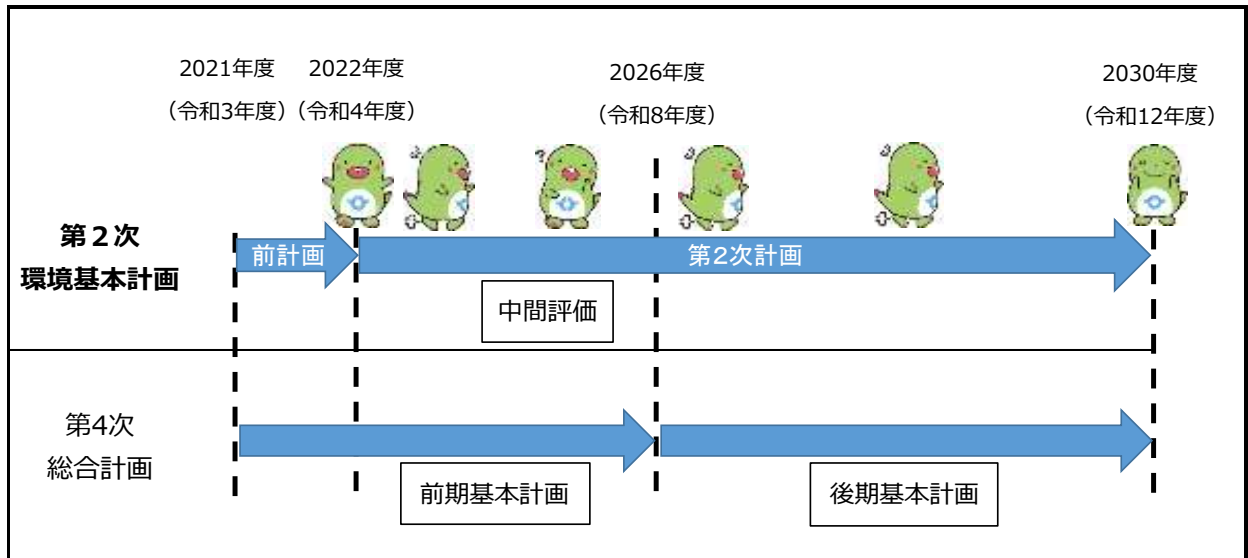 2021年度
2022年度
2026年度
2030年度
（令和3年度）
（令和4年度）
（令和8年度）
（令和12年度）
第２次
環境基本計画
前計画
第2次計画
中間評価
第4次
総合計画
前期基本計画
後期基本計画